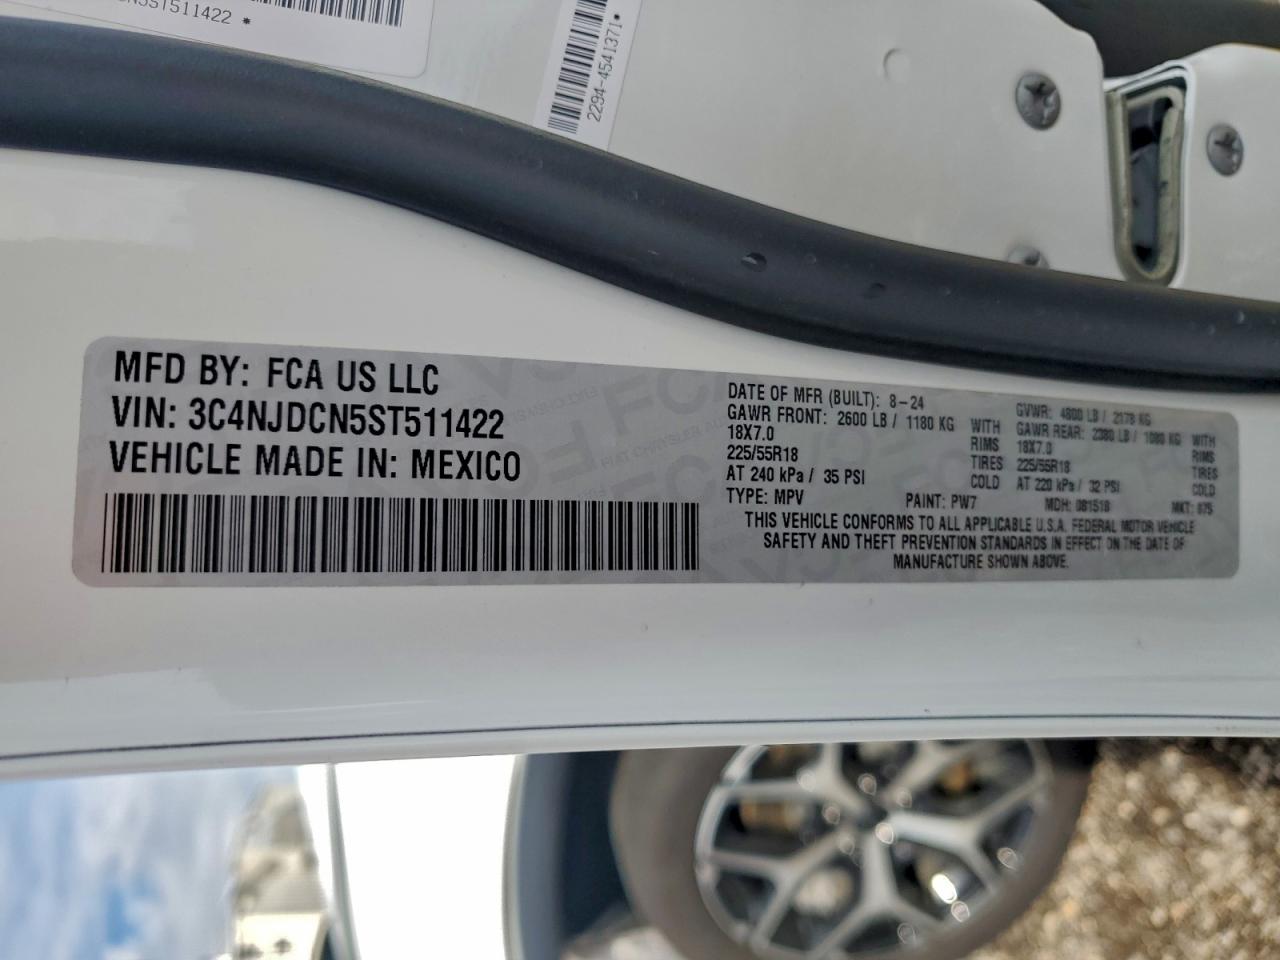 N5ST511422 *
2294-4541371*
MFD BY: FCA US LLC
VIN: 3C4NJDCN5ST511422
VEHICLE MADE IN: MEXICO
DATE OF MFR (BUILT): 8-24 GVWR: 4800 LB / 2178 KG
GAWR FRONT: 2600 LB / 1180 KG WITH GAWR REAR: 2380 LB / 1080 KG WITH
18X7.0 RIMS 18X7.0 RIMS
225/55R18 TIRES 225/55R18 TIRES
AT 240 kPa / 35 PSI COLD AT 220 kPa / 32 PSI COLD
TYPE: MPV PAINT: PW7 MDH: 081518 MKT: 875
THIS VEHICLE CONFORMS TO ALL APPLICABLE U.S.A. FEDERAL MOTOR VEHICLE
SAFETY AND THEFT PREVENTION STANDARDS IN EFFECT ON THE DATE OF
MANUFACTURE SHOWN ABOVE.